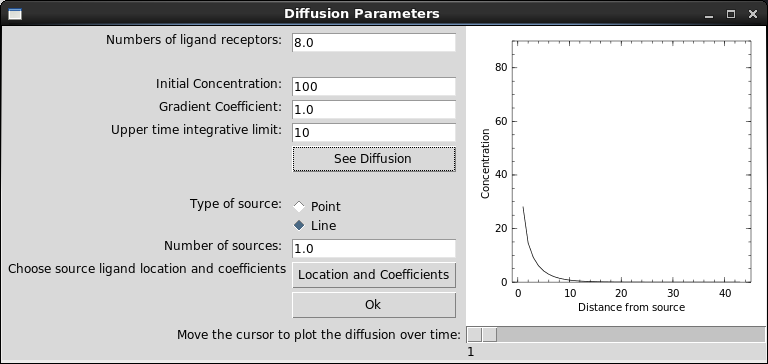 Diffusion Parameters
Numbers of ligand receptors: 8.0
Initial Concentration: 100
Gradient Coefficient: 1.0
Upper time integrative limit: 10
See Diffusion
Type of source: Point
Line
Number of sources: 1.0
Choose source ligand location and coefficients Location and Coefficients
Ok
Move the cursor to plot the diffusion over time:
1
Concentration
80
60
40
20
0
0 10 20 30 40
Distance from source